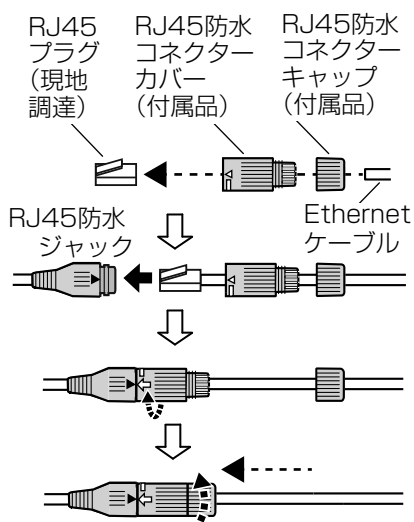 RJ45
プラグ
（現地
調達）
RJ45防水
コネクター
カバー
（付属品）
RJ45防水
コネクター
キャップ
（付属品）
RJ45防水
ジャック
Ethernet
ケーブル